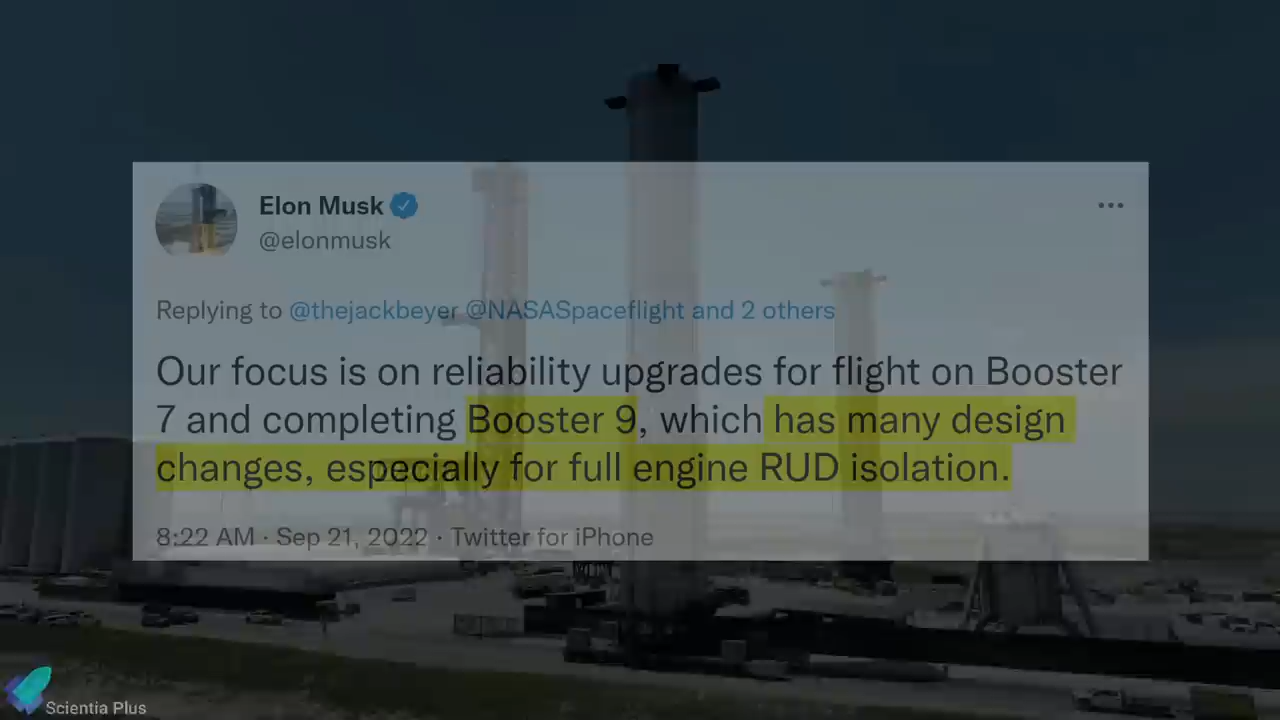 Elon Musk
@elonmusk
Replying to @thejackbeyer @NASASpaceflight and 2 others
Our focus is on reliability upgrades for flight on Booster
7 and completing Booster 9, which has many design
changes, especially for full engine RUD isolation.
8:22 AM · Sep 21, 2022 · Twitter for iPhone
Scientia Plus